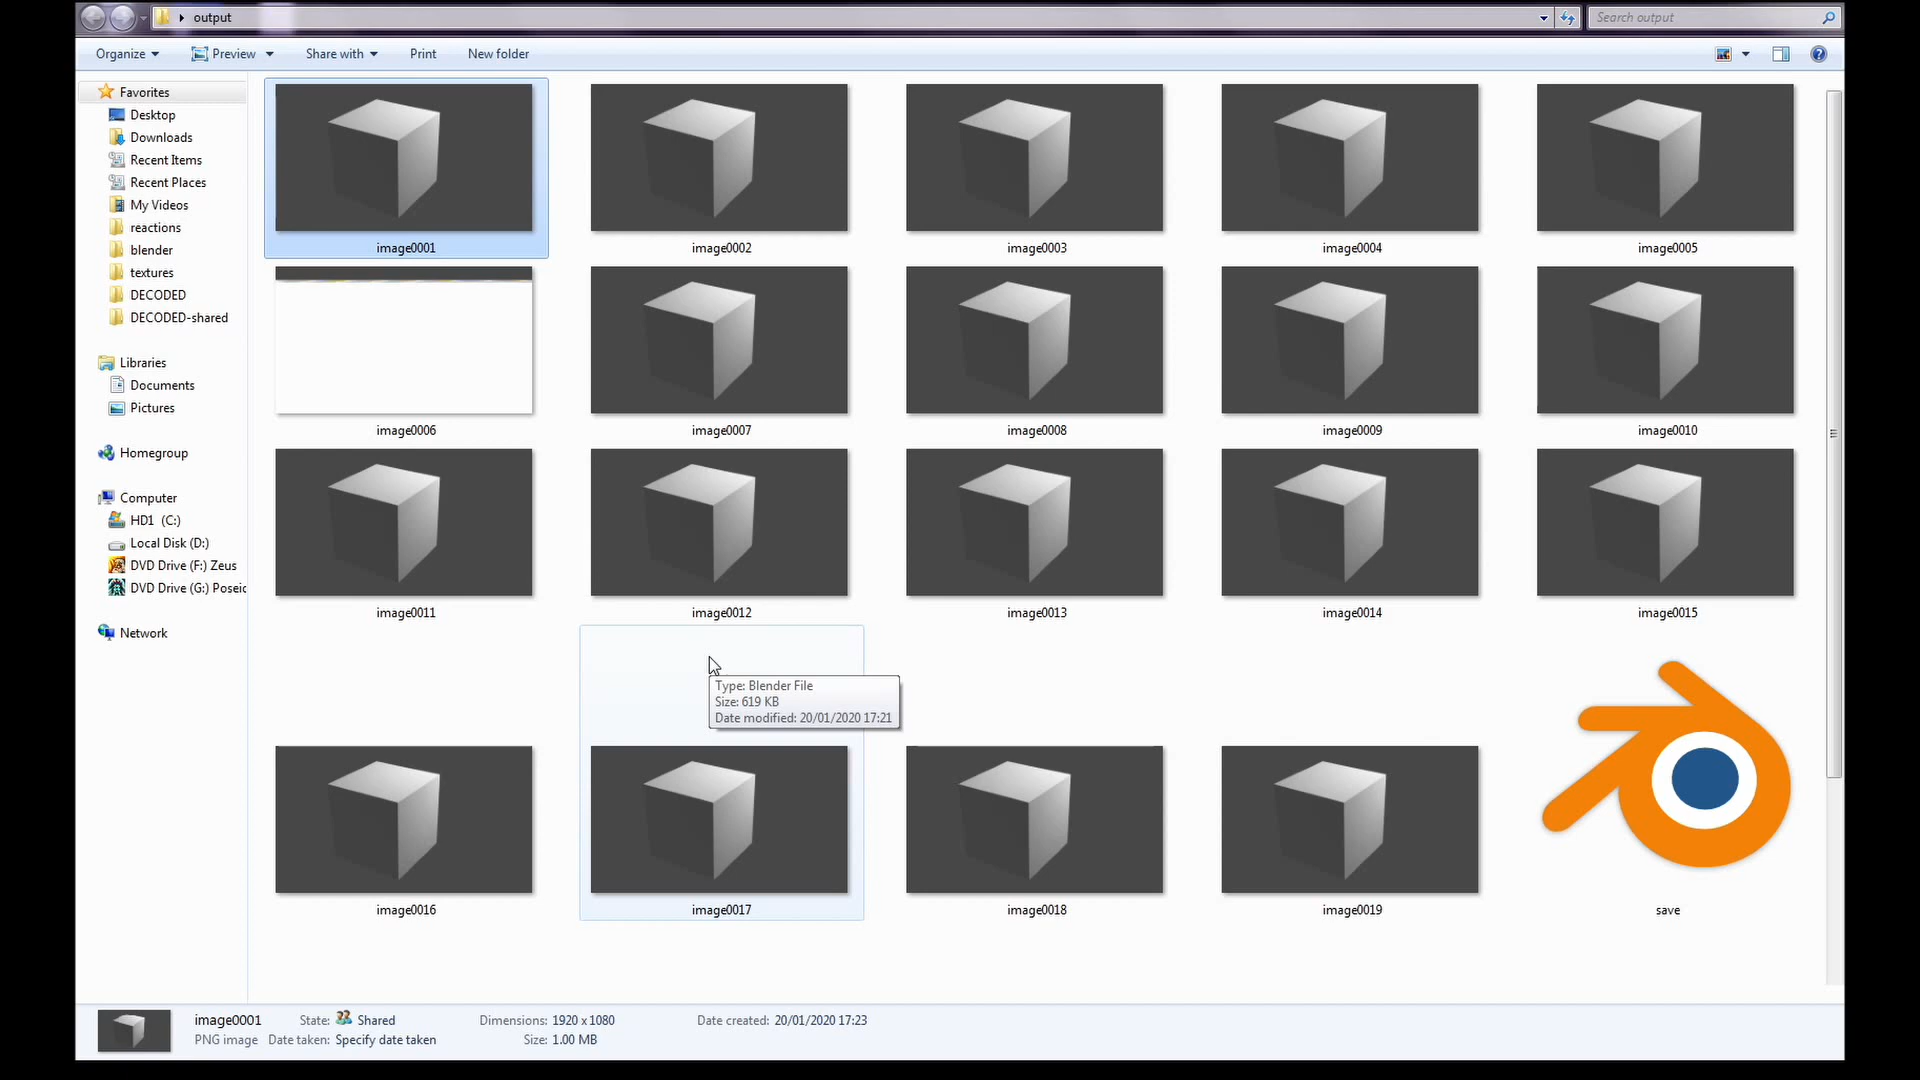 output
Search output
Organize
Preview
Share with
Print
New folder
Favorites
Desktop
Downloads
Recent Items
Recent Places
My Videos
reactions
blender
textures
DECODED
DECODED-shared
Libraries
Documents
Pictures
Homegroup
Computer
HD1 (C:)
Local Disk (D:)
DVD Drive (F:) Zeus
DVD Drive (G:) Poseid
Network
image0001
image0002
image0003
image0004
image0005
image0006
image0007
image0008
image0009
image0010
image0011
image0012
image0013
image0014
image0015
Type: Blender File
Size: 619 KB
Date modified: 20/01/2020 17:21
image0016
image0017
image0018
image0019
save
image0001 State: Shared Dimensions: 1920 x 1080 Date created: 20/01/2020 17:23
PNG image Date taken: Specify date taken Size: 1.00 MB